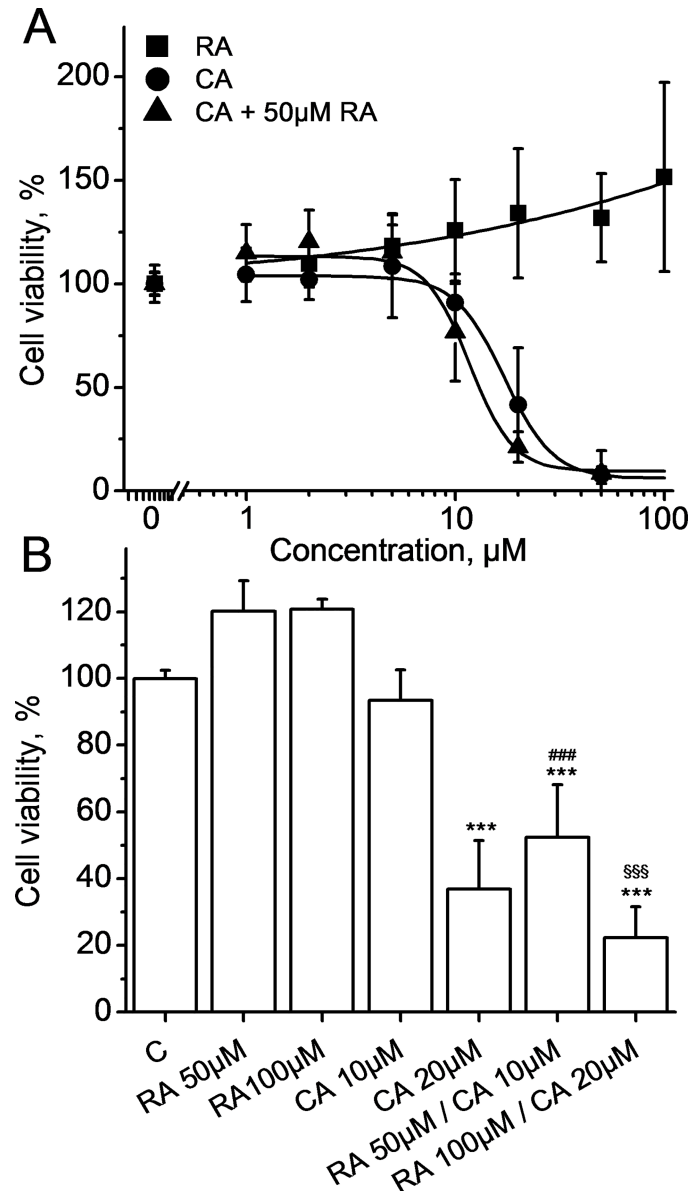 A
RA
CA
CA + 50µM RA
200
150
100
50
0
Cell viability, %
0 1 10 100
Concentration, µM
B
120
100
80
60
40
20
0
Cell viability, %
###
***
***
§§§
***
C
RA 50µM
RA100µM
CA 10µM
CA 20µM
RA 50µM / CA 10µM
RA 100µM / CA 20µM